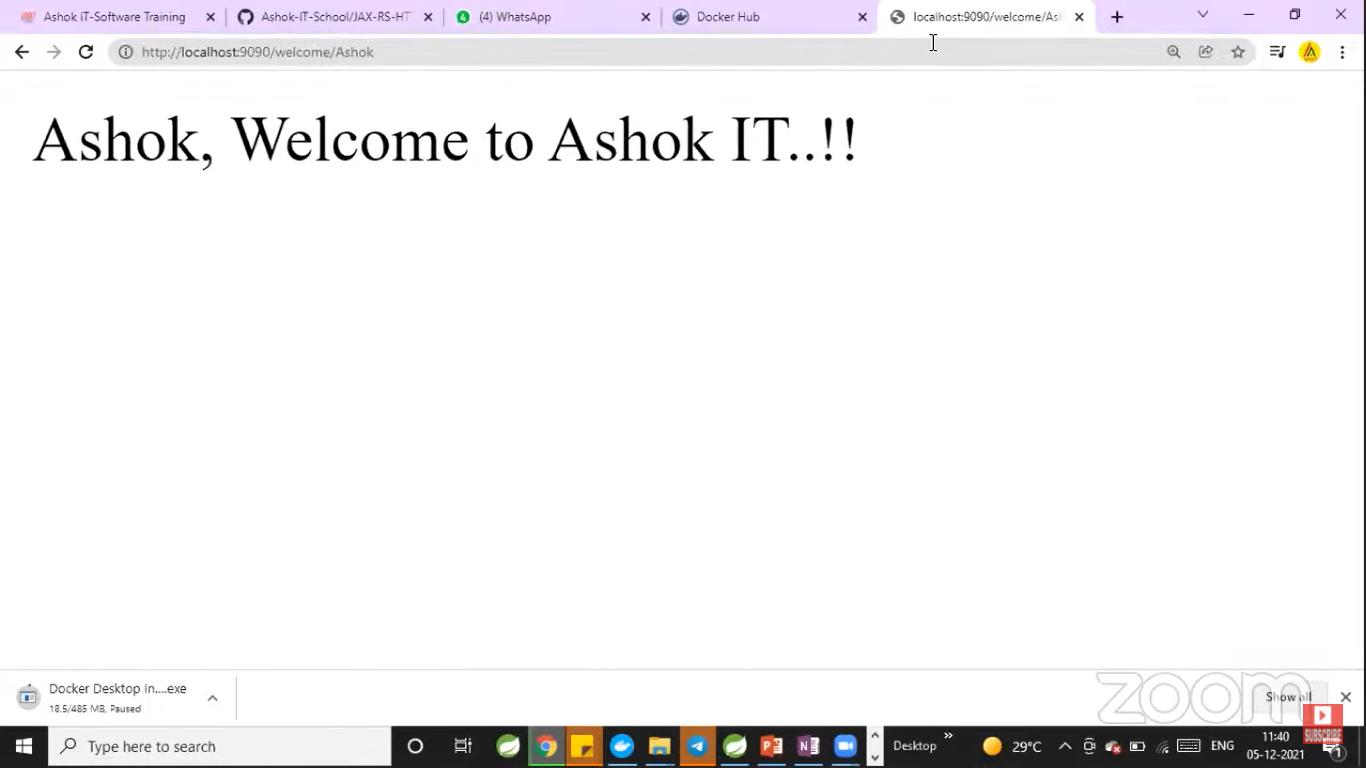 Ashok iT-Software Training
Ashok-IT-School/JAX-RS-HT
(4) WhatsApp
Docker Hub
localhost:9090/welcome/As
http://localhost:9090/welcome/Ashok
Ashok, Welcome to Ashok IT..!!
Docker Desktop In....exe
18.5/485 MB, Paused
zoom
Show all
SUBSCRIBE
Type here to search
Desktop
29°C
ENG
11:40
05-12-2021
1